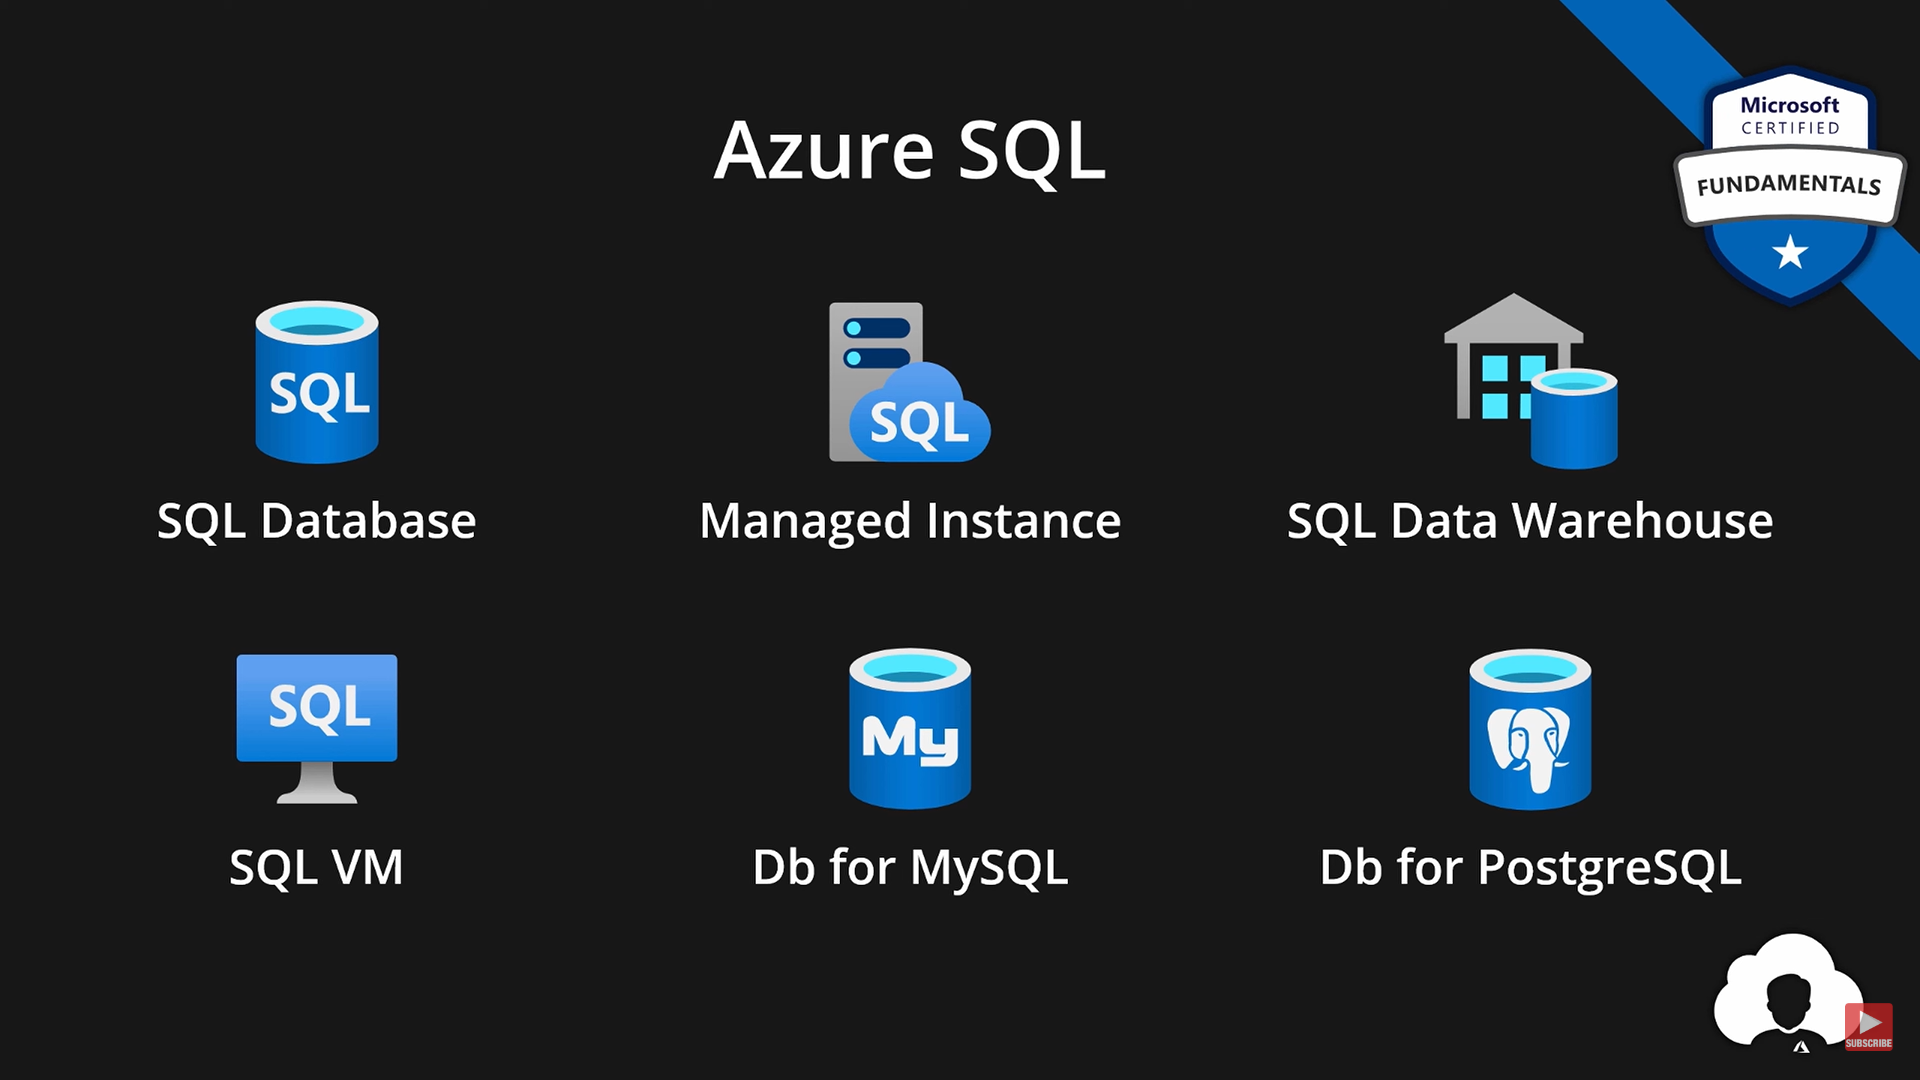 Azure SQL
Microsoft
CERTIFIED
FUNDAMENTALS
SQL
SQL
SQL Database
Managed Instance
SQL Data Warehouse
SQL
My
SQL VM
Db for MySQL
Db for PostgreSQL
SUBSCRIBE